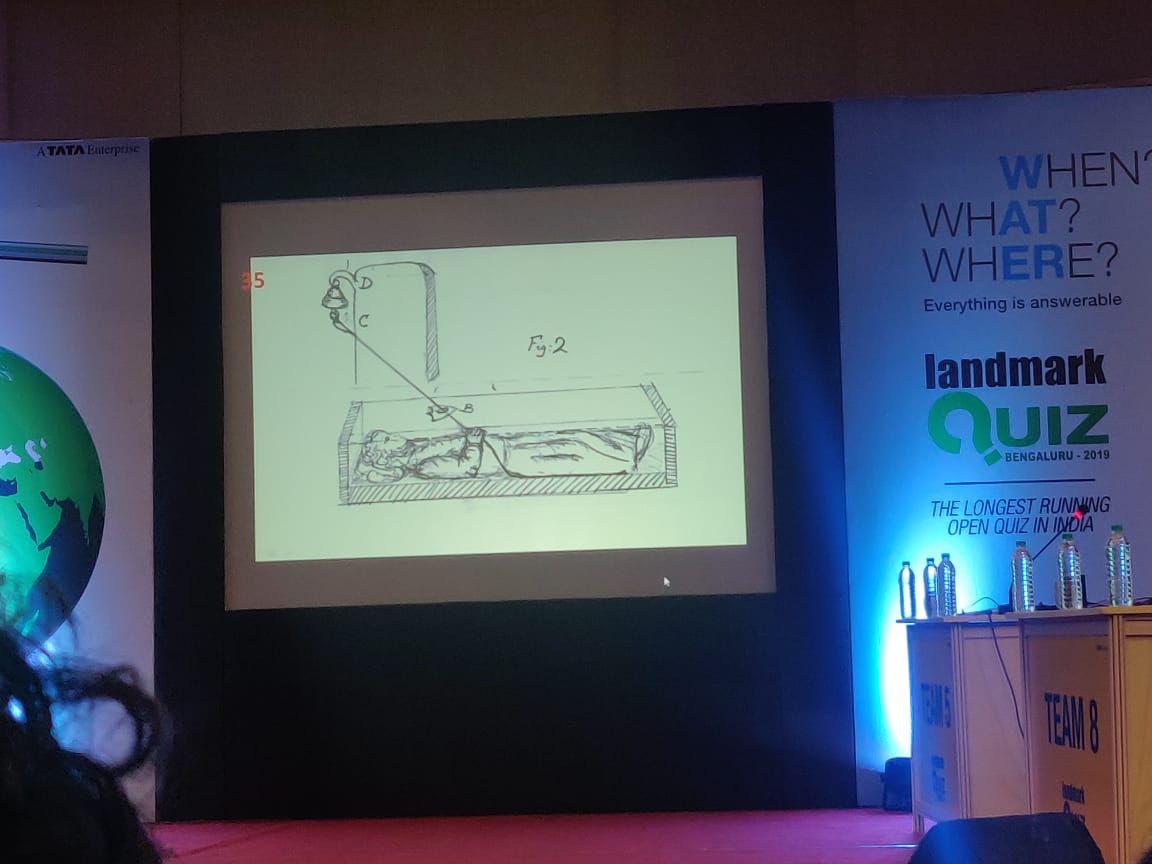 A TATA Enterprise
35
D
C
Fig: 2
B
WHEN?
WHAT?
WHERE?
Everything is answerable
landmark
QUIZ
BENGALURU - 2019
THE LONGEST RUNNING
OPEN QUIZ IN INDIA
TEAM 5
TEAM 8
landmark